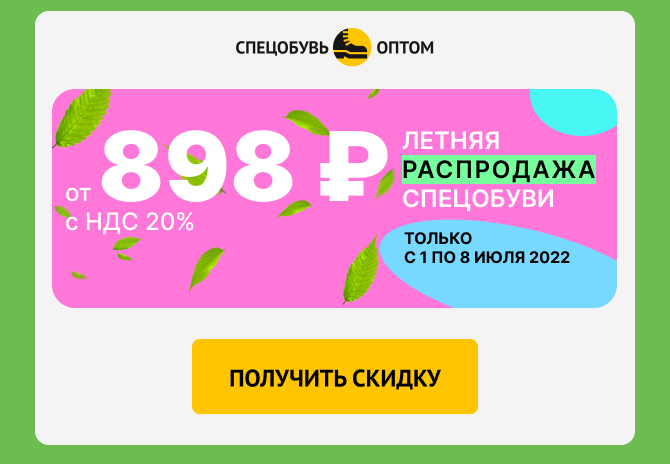 СПЕЦОБУВЬ ОПТОМ
от 898 ₽
с НДС 20%
ЛЕТНЯЯ
РАСПРОДАЖА
СПЕЦОБУВИ
ТОЛЬКО
С 1 ПО 8 ИЮЛЯ 2022
ПОЛУЧИТЬ СКИДКУ